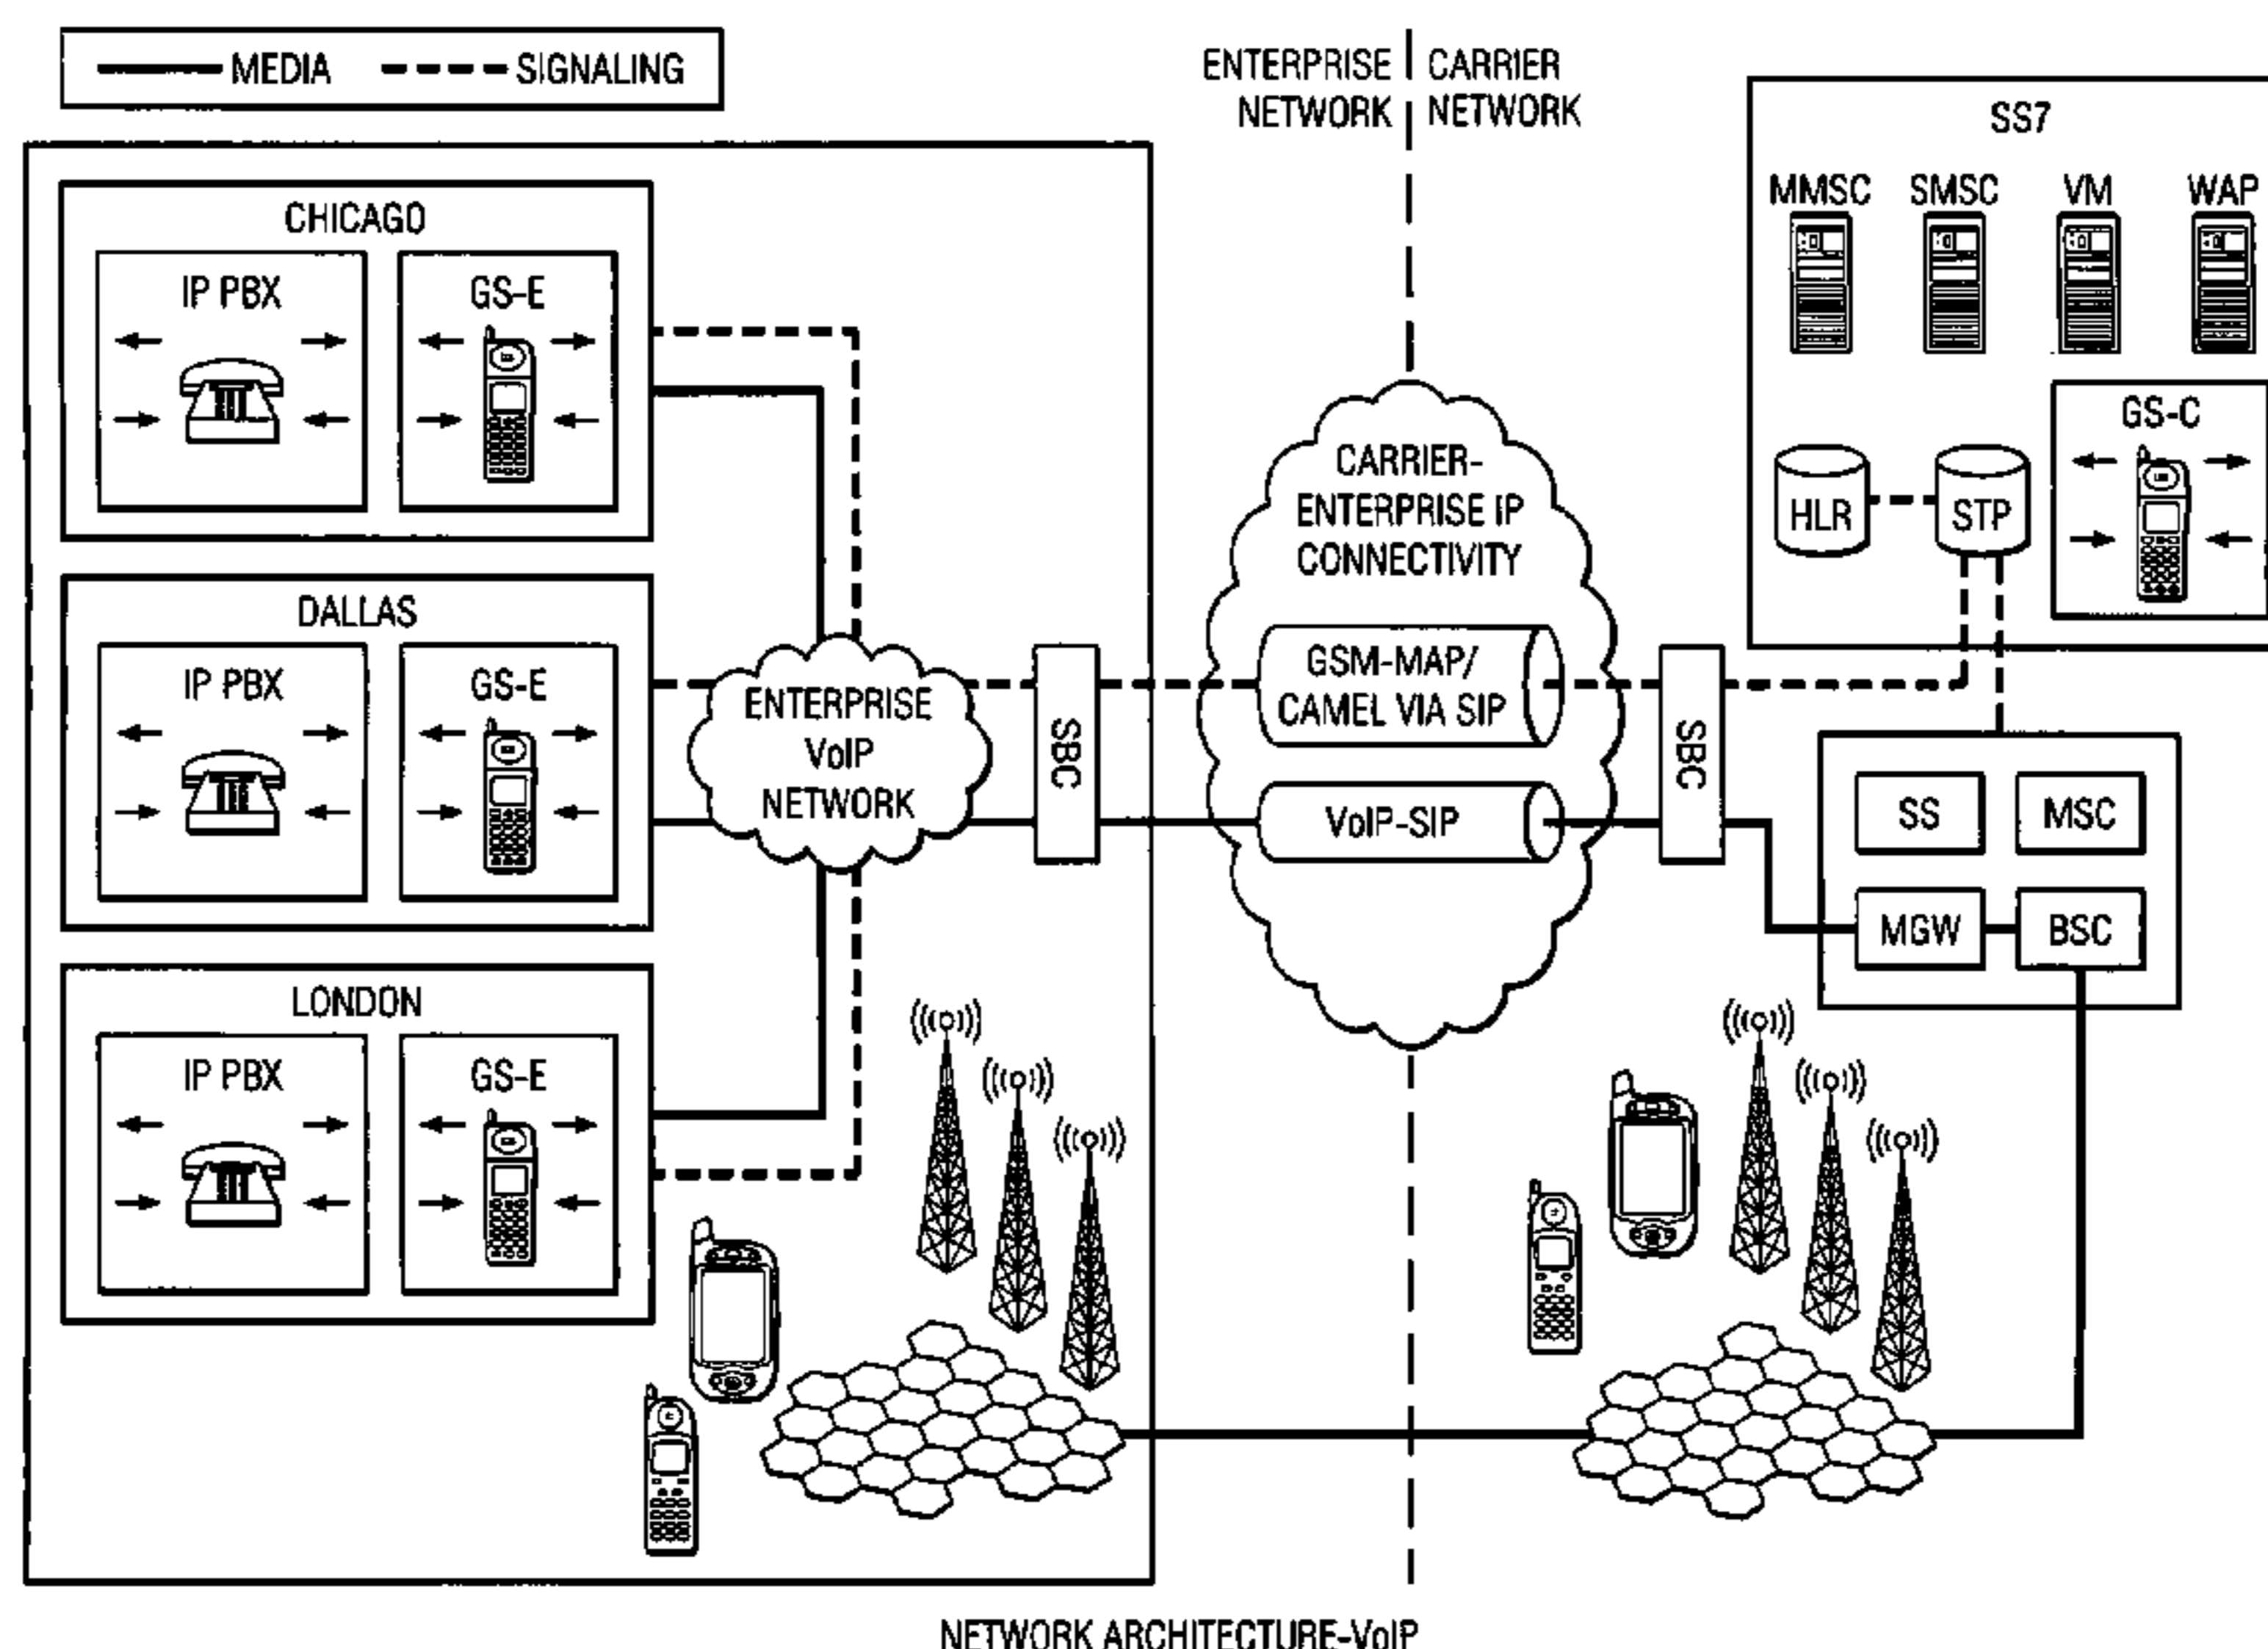 MEDIA
SIGNALING
ENTERPRISE
NETWORK
CARRIER
NETWORK
SS7
MMSC
SMSC
VM
WAP
GS-C
HLR
STP
CHICAGO
IP PBX
GS-E
DALLAS
IP PBX
GS-E
LONDON
IP PBX
GS-E
ENTERPRISE
VoIP
NETWORK
SBC
CARRIER-
ENTERPRISE IP
CONNECTIVITY
GSM-MAP/
CAMEL VIA SIP
VoIP-SIP
SBC
SS
MSC
MGW
BSC
NETWORK ARCHITECTURE-VoIP